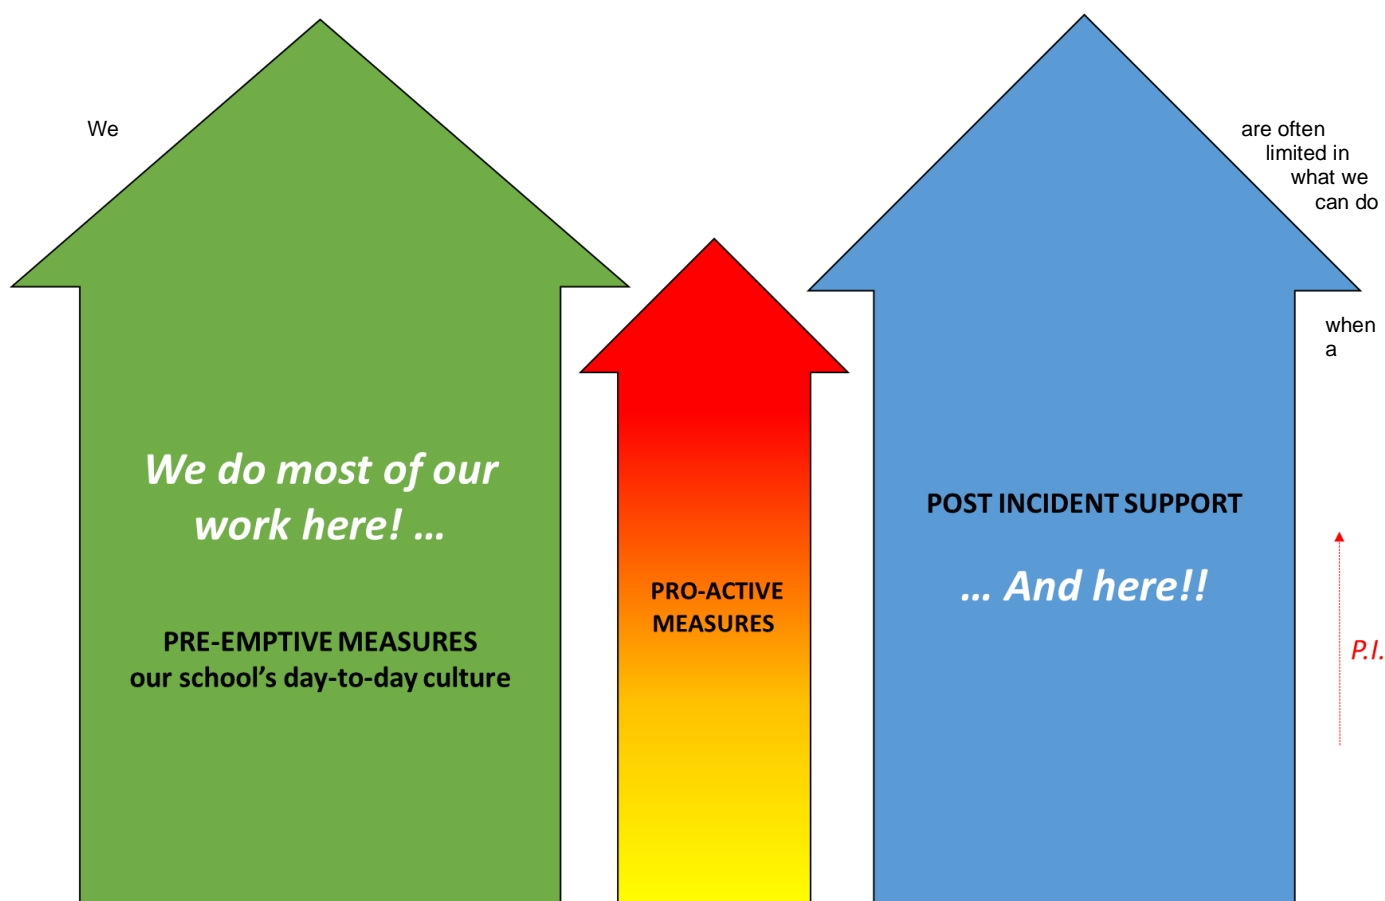 We
are often
limited in
what we
can do
when
a
We do most of our
work here! ...
PRE-EMPTIVE MEASURES
our school’s day-to-day culture
PRO-ACTIVE
MEASURES
POST INCIDENT SUPPORT
... And here!!
P.I.